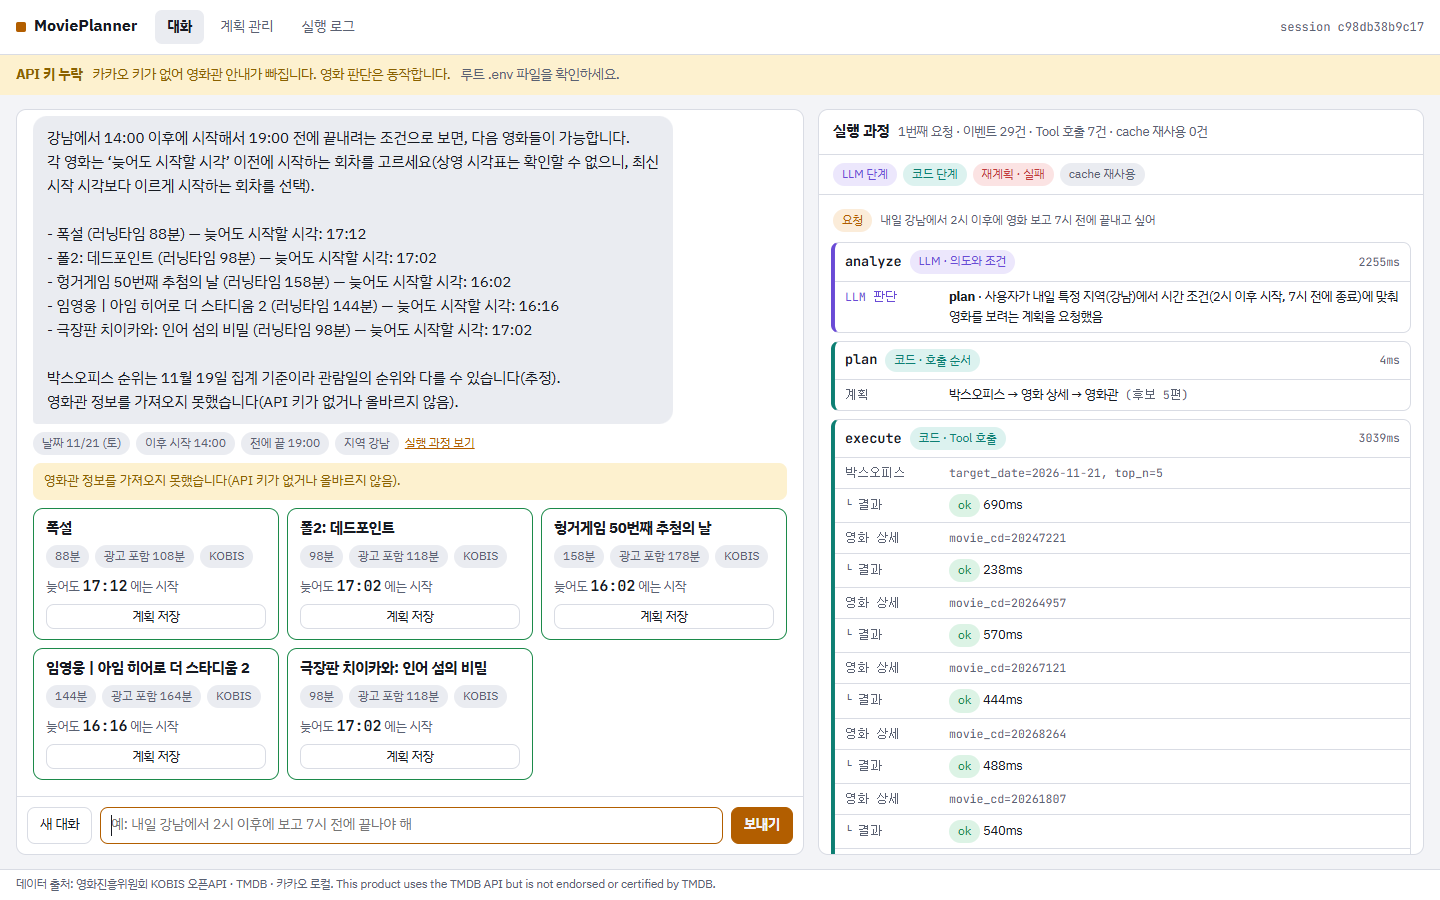 MoviePlanner 대화 계획 관리 실행 로그 session c98db38b9c17
API 키 누락 카카오 키가 없어 영화관 안내가 빠집니다. 영화 판단은 동작합니다. 루트 .env 파일을 확인하세요.
강남에서 14:00 이후에 시작해서 19:00 전에 끝내려는 조건으로 보면, 다음 영화들이 가능합니다.
각 영화는 ‘늦어도 시작할 시각’ 이전에 시작하는 회차를 고르세요(상영 시각표는 확인할 수 없으니, 최신
시작 시각보다 이르게 시작하는 회차를 선택).
- 폭설 (러닝타임 88분) — 늦어도 시작할 시각: 17:12
- 폴2: 데드포인트 (러닝타임 98분) — 늦어도 시작할 시각: 17:02
- 헝거게임 50번째 추첨의 날 (러닝타임 158분) — 늦어도 시작할 시각: 16:02
- 임영웅 | 아임 히어로 더 스타디움 2 (러닝타임 144분) — 늦어도 시작할 시각: 16:16
- 극장판 치이카와: 인어 섬의 비밀 (러닝타임 98분) — 늦어도 시작할 시각: 17:02
박스오피스 순위는 11월 19일 집계 기준이라 관람일의 순위와 다를 수 있습니다(추정).
영화관 정보를 가져오지 못했습니다(API 키가 없거나 올바르지 않음).
날짜 11/21 (토) 이후 시작 14:00 전에 끝 19:00 지역 강남 실행 과정 보기
영화관 정보를 가져오지 못했습니다(API 키가 없거나 올바르지 않음).
폭설
88분 광고 포함 108분 KOBIS
늦어도 17:12 에는 시작
계획 저장
폴2: 데드포인트
98분 광고 포함 118분 KOBIS
늦어도 17:02 에는 시작
계획 저장
헝거게임 50번째 추첨의 날
158분 광고 포함 178분 KOBIS
늦어도 16:02 에는 시작
계획 저장
임영웅 | 아임 히어로 더 스타디움 2
144분 광고 포함 164분 KOBIS
늦어도 16:16 에는 시작
계획 저장
극장판 치이카와: 인어 섬의 비밀
98분 광고 포함 118분 KOBIS
늦어도 17:02 에는 시작
계획 저장
새 대화 예: 내일 강남에서 2시 이후에 보고 7시 전에 끝나야 해 보내기
실행 과정 1번째 요청 · 이벤트 29건 · Tool 호출 7건 · cache 재사용 0건
LLM 단계 코드 단계 재계획 · 실패 cache 재사용
요청 내일 강남에서 2시 이후에 영화 보고 7시 전에 끝내고 싶어
analyze LLM · 의도와 조건 2255ms
LLM 판단 plan · 사용자가 내일 특정 지역(강남)에서 시간 조건(2시 이후 시작, 7시 전에 종료)에 맞춰
영화를 보려는 계획을 요청했음
plan 코드 · 호출 순서 4ms
계획 박스오피스 → 영화 상세 → 영화관 (후보 5편)
execute 코드 · Tool 호출 3039ms
박스오피스 target_date=2026-11-21, top_n=5
└ 결과 ok 690ms
영화 상세 movie_cd=20247221
└ 결과 ok 238ms
영화 상세 movie_cd=20264957
└ 결과 ok 570ms
영화 상세 movie_cd=20267121
└ 결과 ok 444ms
영화 상세 movie_cd=20268264
└ 결과 ok 488ms
영화 상세 movie_cd=20261807
└ 결과 ok 540ms
데이터 출처: 영화진흥위원회 KOBIS 오픈API · TMDB · 카카오 로컬. This product uses the TMDB API but is not endorsed or certified by TMDB.